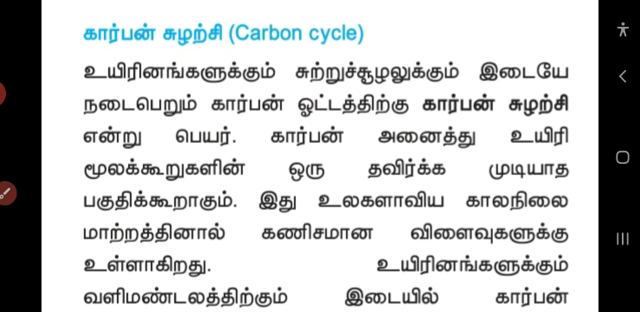 கார்பன் சுழற்சி (Carbon cycle)
உயிரினங்களுக்கும் சுற்றுச்சூழலுக்கும் இடையே
நடைபெறும் கார்பன் ஓட்டத்திற்கு கார்பன் சுழற்சி
என்று பெயர். கார்பன் அனைத்து உயிரி
மூலக்கூறுகளின் ஒரு தவிர்க்க முடியாத
பகுதிக்கூறாகும். இது உலகளாவிய காலநிலை
மாற்றத்தினால் கணிசமான விளைவுகளுக்கு
உள்ளாகிறது. உயிரினங்களுக்கும்
வளிமண்டலத்திற்கும் இடையில் கார்பன்